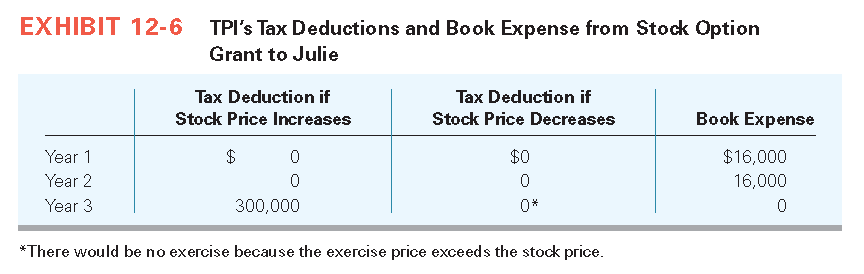 EXHIBIT 12-6 TPI's Tax Deductions and Book Expense from Stock Option
Grant to Julie
Tax Deduction if Tax Deduction if
Stock Price Increases Stock Price Decreases Book Expense
Year 1 $ 0 $0 $16,000
Year 2 0 0 16,000
Year 3 300,000 0* 0
*There would be no exercise because the exercise price exceeds the stock price.